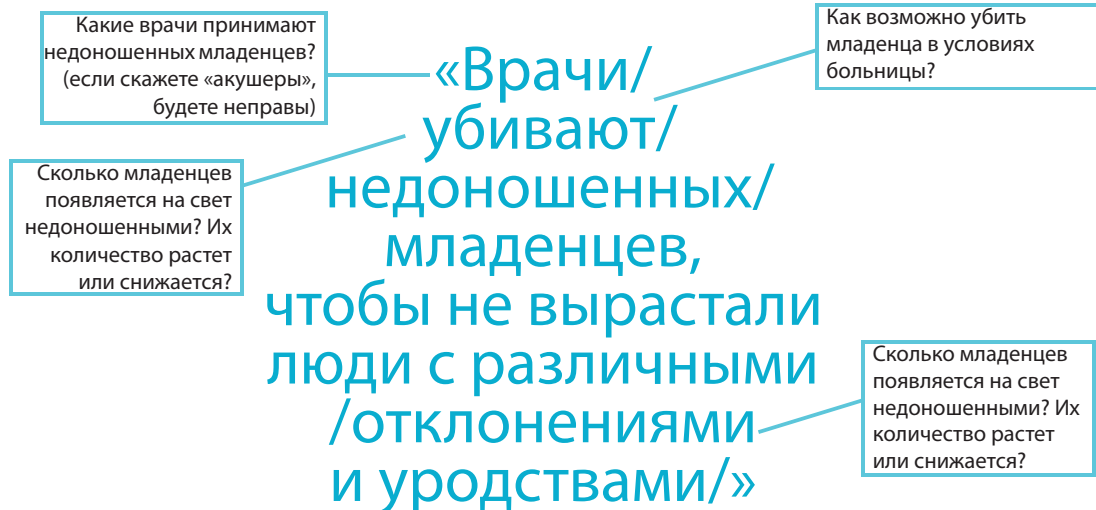 Какие врачи принимают
недоношенных младенцев?
(если скажете «акушеры»,
будете неправы)
Как возможно убить
младенца в условиях
больницы?
«Врачи/
убивают/
недоношенных/
младенцев,
чтобы не вырастали
люди с различными
/отклонениями
и уродствами/»
Сколько младенцев
появляется на свет
недоношенными? Их
количество растет
или снижается?
Сколько младенцев
появляется на свет
недоношенными? Их
количество растет
или снижается?